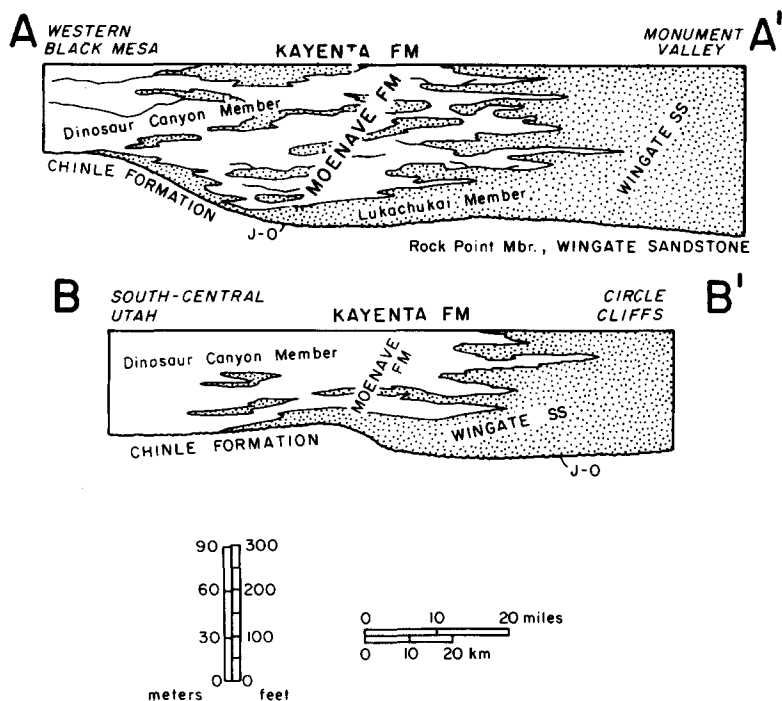 A
WESTERN
BLACK MESA
KAYENTA FM
MONUMENT
VALLEY
A'
Dinosaur Canyon Member
MOENAVE FM
WINGATE SS
CHINLE FORMATION
Lukachukai Member
J-O
Rock Point Mbr., WINGATE SANDSTONE
B
SOUTH-CENTRAL
UTAH
KAYENTA FM
CIRCLE
CLIFFS
B'
Dinosaur Canyon Member
MOENAVE
FM
WINGATE SS
CHINLE FORMATION
J-O
90 300
60 200
30 100
0 0
meters feet
0 10 20 miles
0 10 20 km